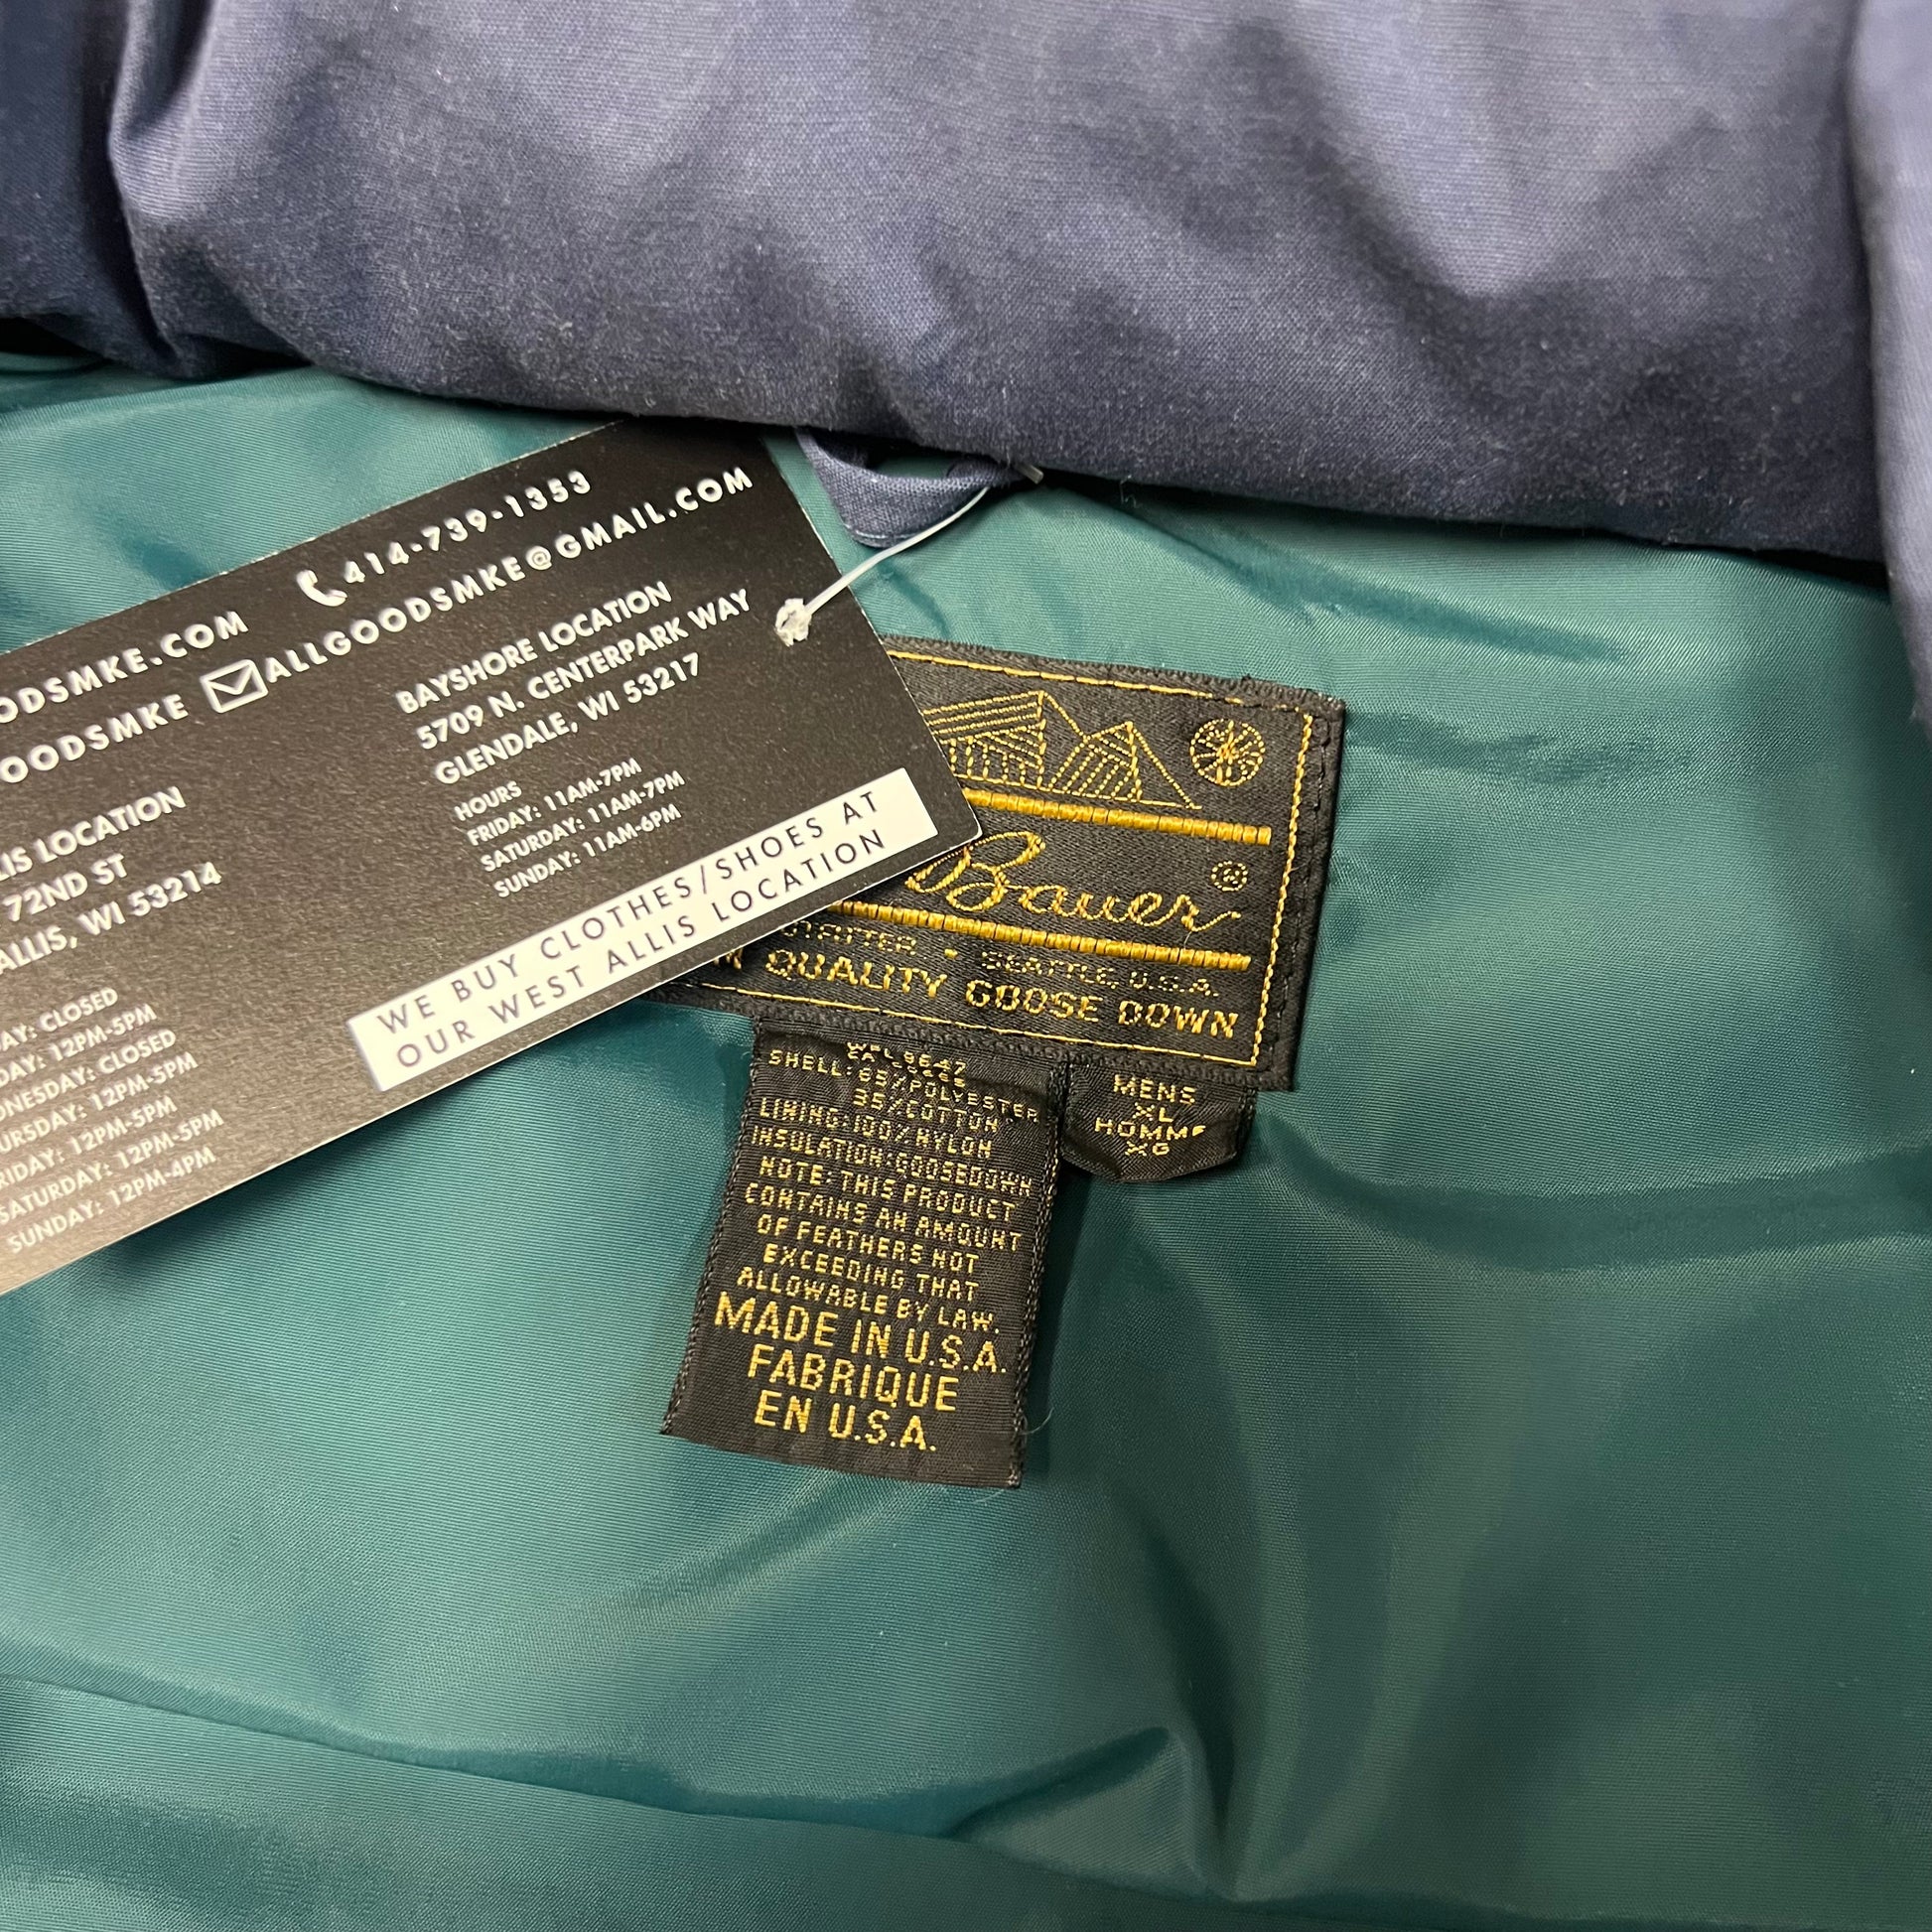 414-739-1353
ALLGOODSMKE@GMAIL.COM
ODSMKE.COM
OODSMKE
BAYSHORE LOCATION
5709 N. CENTERPARK WAY
GLENDALE, WI 53217
HOURS
FRIDAY: 11AM-7PM
SATURDAY: 11AM-7PM
SUNDAY: 11AM-6PM
LIS LOCATION
72ND ST
ALLIS, WI 53214
DAY: CLOSED
DAY: 12PM-5PM
DNESDAY: CLOSED
URSDAY: 12PM-5PM
FRIDAY: 12PM-5PM
SATURDAY: 12PM-5PM
SUNDAY: 12PM-4PM
WE BUY CLOTHES/SHOES AT
OUR WEST ALLIS LOCATION
Bauer ®
SEATTLE U.S.A.
M QUALITY GOOSE DOWN
SHELL: 65%POLYESTER
35%COTTON
LINING:100%NYLON
INSULATION:GOOSEDOWN
NOTE: THIS PRODUCT
CONTAINS AN AMOUNT
OF FEATHERS NOT
EXCEEDING THAT
ALLOWABLE BY LAW.
MADE IN U.S.A.
FABRIQUE
EN U.S.A.
MENS
XL
HOMME
XG